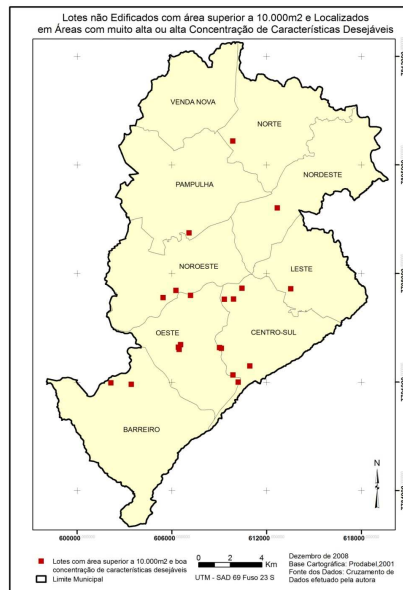 Lotes não Edificados com área superior a 10.000m2 e Localizados
em Áreas com muito alta ou alta Concentração de Características Desejáveis
VENDA NOVA
NORTE
NORDESTE
PAMPULHA
NOROESTE
LESTE
OESTE
CENTRO-SUL
BARREIRO
N
600000
606000
612000
618000
Lotes com área superior a 10.000m2 e boa
concentração de características desejáveis
Limite Municipal
0 2 4
Km
UTM - SAD 69 Fuso 23 S
Dezembro de 2008
Base Cartográfica: Prodabel,2001
Fonte dos Dados: Cruzamento de
Dados efetuado pela autora